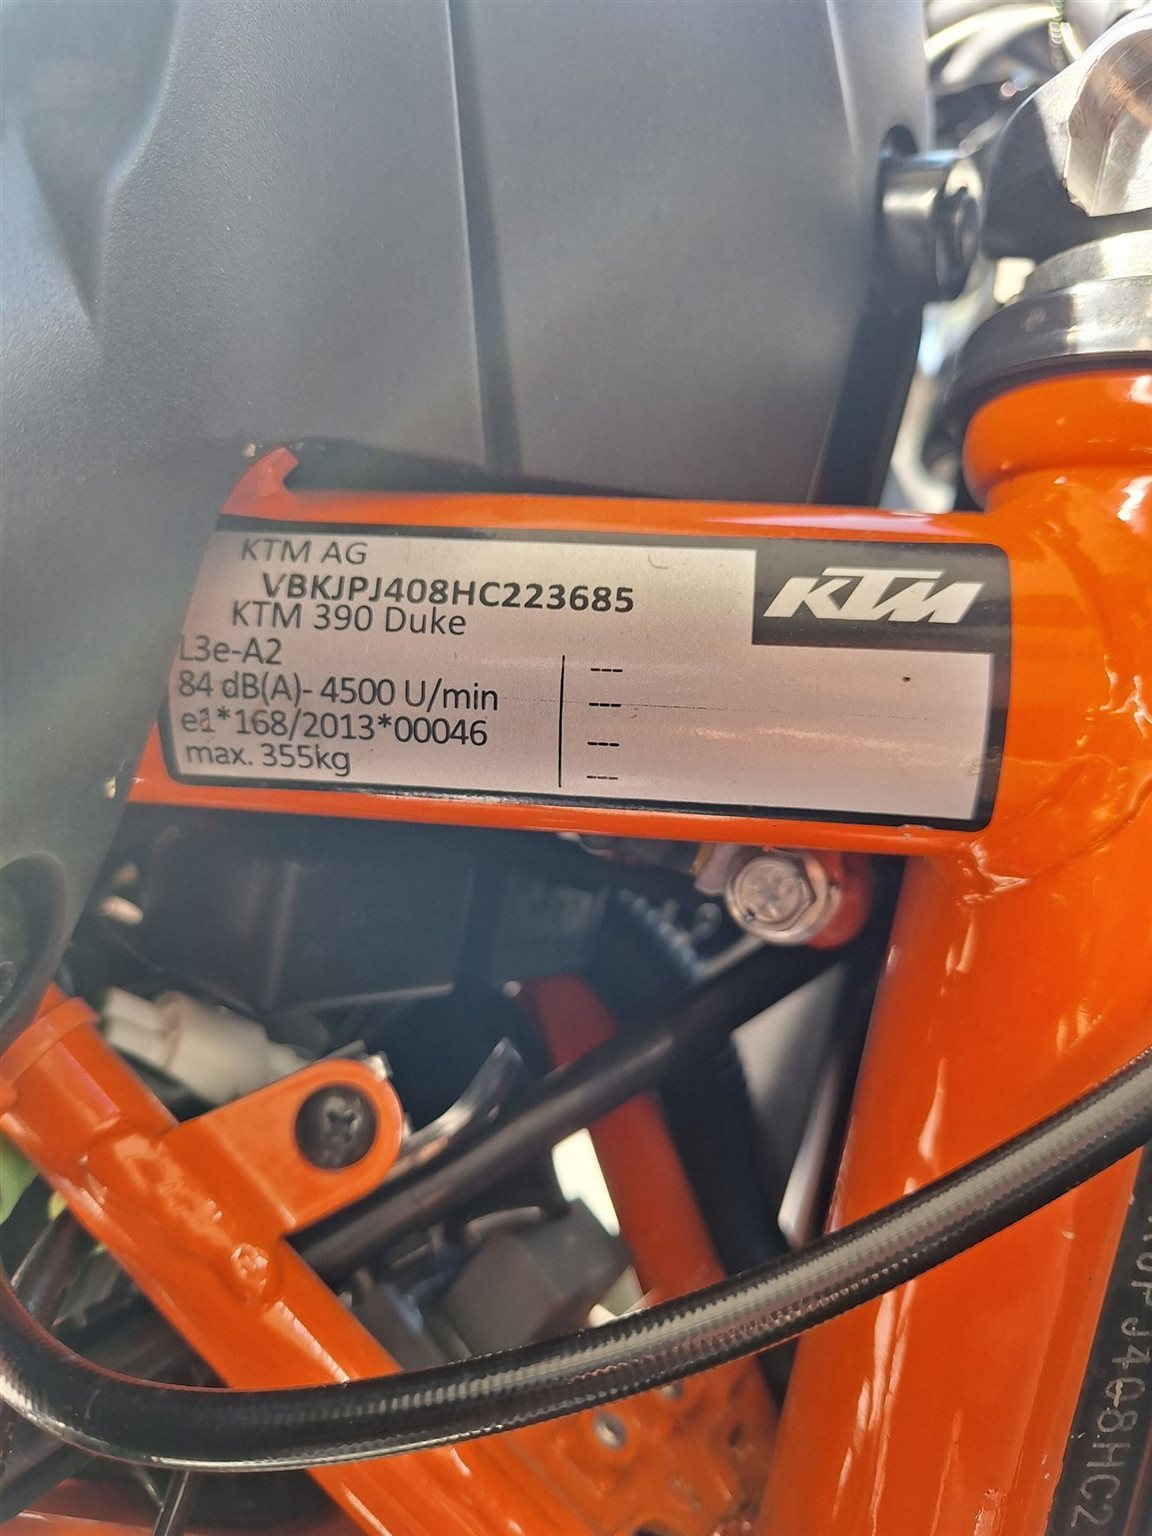 KTM AG
VBKJPJ408HC223685
KTM 390 Duke
L3e-A2
84 dB(A)- 4500 U/min
e1*168/2013*00046
max. 355kg
---
---
---
---
KTM
J408HC2